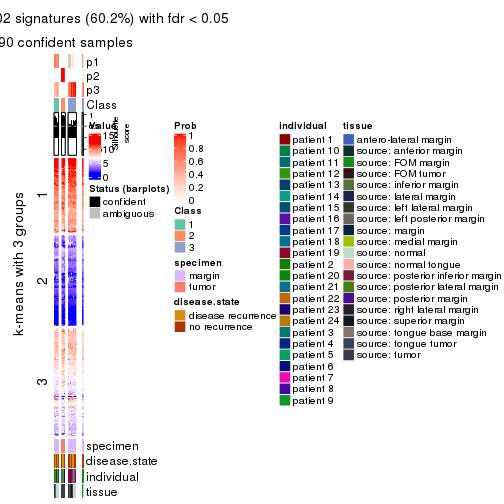 02 signatures (60.2%) with fdr < 0.05
90 confident samples
p1
p2
p3
Class
1
Silhouette
score
k-means with 3 groups
1
2
3
specimen
disease.state
individual
tissue
Value
15
10
5
0
Status (barplots)
confident
ambiguous
Prob
1
0.8
0.6
0.4
0.2
0
Class
1
2
3
specimen
margin
tumor
disease.state
disease recurrence
no recurrence
individual
patient 1
patient 10
patient 11
patient 12
patient 13
patient 14
patient 15
patient 16
patient 17
patient 18
patient 19
patient 2
patient 20
patient 21
patient 22
patient 23
patient 24
patient 3
patient 4
patient 5
patient 6
patient 7
patient 8
patient 9
tissue
antero-lateral margin
source: anterior margin
source: FOM margin
source: FOM tumor
source: inferior margin
source: lateral margin
source: left lateral margin
source: left posterior margin
source: margin
source: medial margin
source: normal
source: normal tongue
source: posterior inferior margin
source: posterior lateral margin
source: posterior margin
source: right lateral margin
source: superior margin
source: tongue base margin
source: tongue tumor
source: tumor